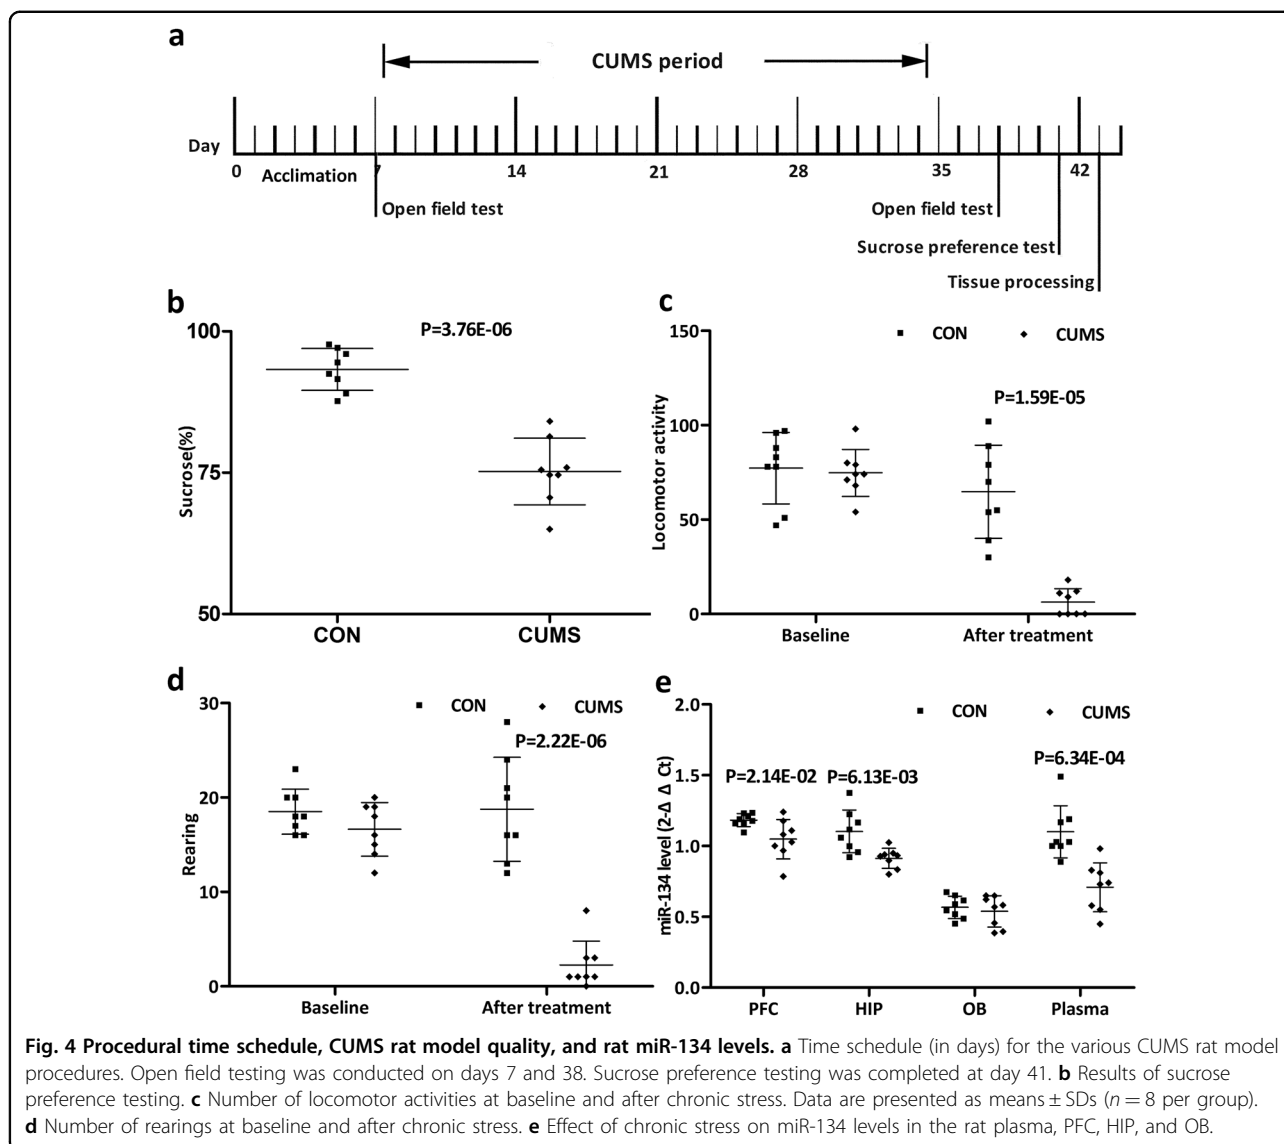 a
CUMS period
Day
0 7 14 21 28 35 42
Acclimation
Open field test
Open field test
Sucrose preference test
Tissue processing
b
Sucrose(%)
100
75
50
P=3.76E-06
CON CUMS
c
Locomotor activity
150
100
50
0
CON CUMS
P=1.59E-05
Baseline After treatment
d
Rearing
30
20
10
0
CON CUMS
P=2.22E-06
Baseline After treatment
e
miR-134 level (2-Δ Δ Ct)
2.0
1.5
1.0
0.5
0.0
CON CUMS
P=2.14E-02 P=6.13E-03 P=6.34E-04
PFC HIP OB Plasma
Fig. 4 Procedural time schedule, CUMS rat model quality, and rat miR-134 levels. a Time schedule (in days) for the various CUMS rat model
procedures. Open field testing was conducted on days 7 and 38. Sucrose preference testing was completed at day 41. b Results of sucrose
preference testing. c Number of locomotor activities at baseline and after chronic stress. Data are presented as means ± SDs (n = 8 per group).
d Number of rearings at baseline and after chronic stress. e Effect of chronic stress on miR-134 levels in the rat plasma, PFC, HIP, and OB.